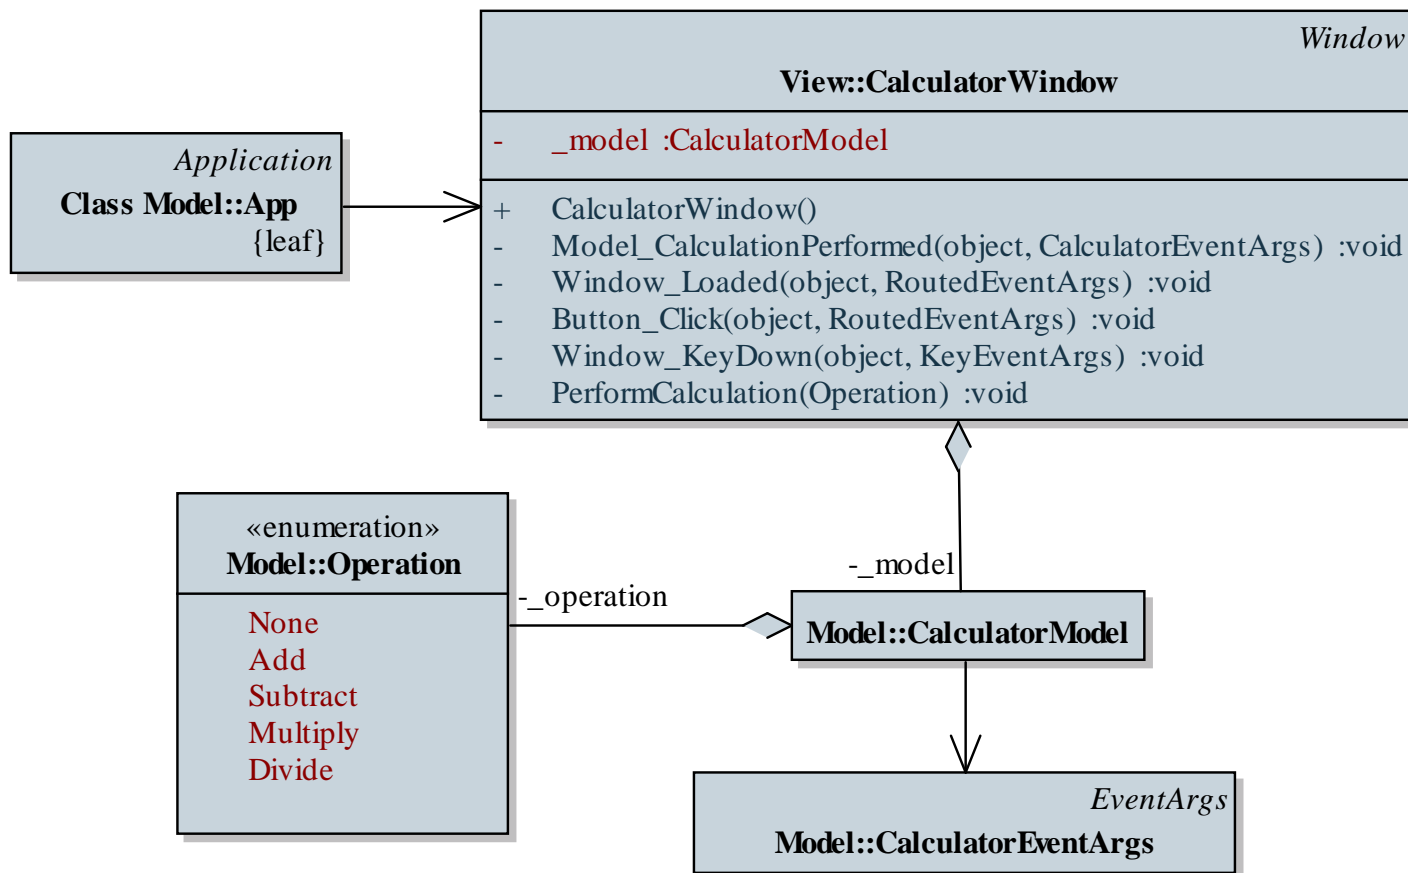 Window
View::CalculatorWindow
- _model :CalculatorModel
+ CalculatorWindow()
- Model_CalculationPerformed(object, CalculatorEventArgs) :void
- Window_Loaded(object, RoutedEventArgs) :void
- Button_Click(object, RoutedEventArgs) :void
- Window_KeyDown(object, KeyEventArgs) :void
- PerformCalculation(Operation) :void
Application
Class Model::App
{leaf}
«enumeration»
Model::Operation
None
Add
Subtract
Multiply
Divide
-_operation
-_model
Model::CalculatorModel
EventArgs
Model::CalculatorEventArgs